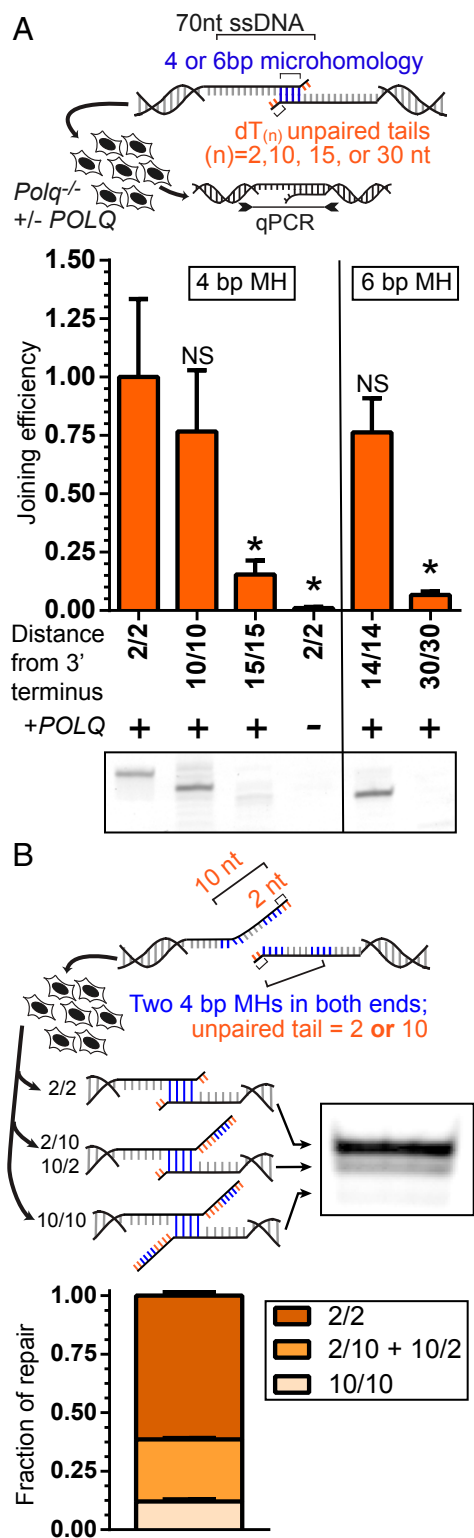 A
70nt ssDNA
4 or 6bp microhomology
dT(n) unpaired tails
(n)=2,10, 15, or 30 nt
Polq-/-
+/- POLQ
qPCR
Joining efficiency
1.50
1.25
1.00
0.75
0.50
0.25
0.00
4 bp MH
6 bp MH
NS
*
*
NS
*
Distance
from 3'
terminus
2/2
10/10
15/15
2/2
14/14
30/30
+POLQ
+ + + - + +
B
10 nt
2 nt
Two 4 bp MHs in both ends;
unpaired tail = 2 or 10
2/2
2/10
10/2
10/10
Fraction of repair
1.00
0.75
0.50
0.25
0.00
2/2
2/10 + 10/2
10/10